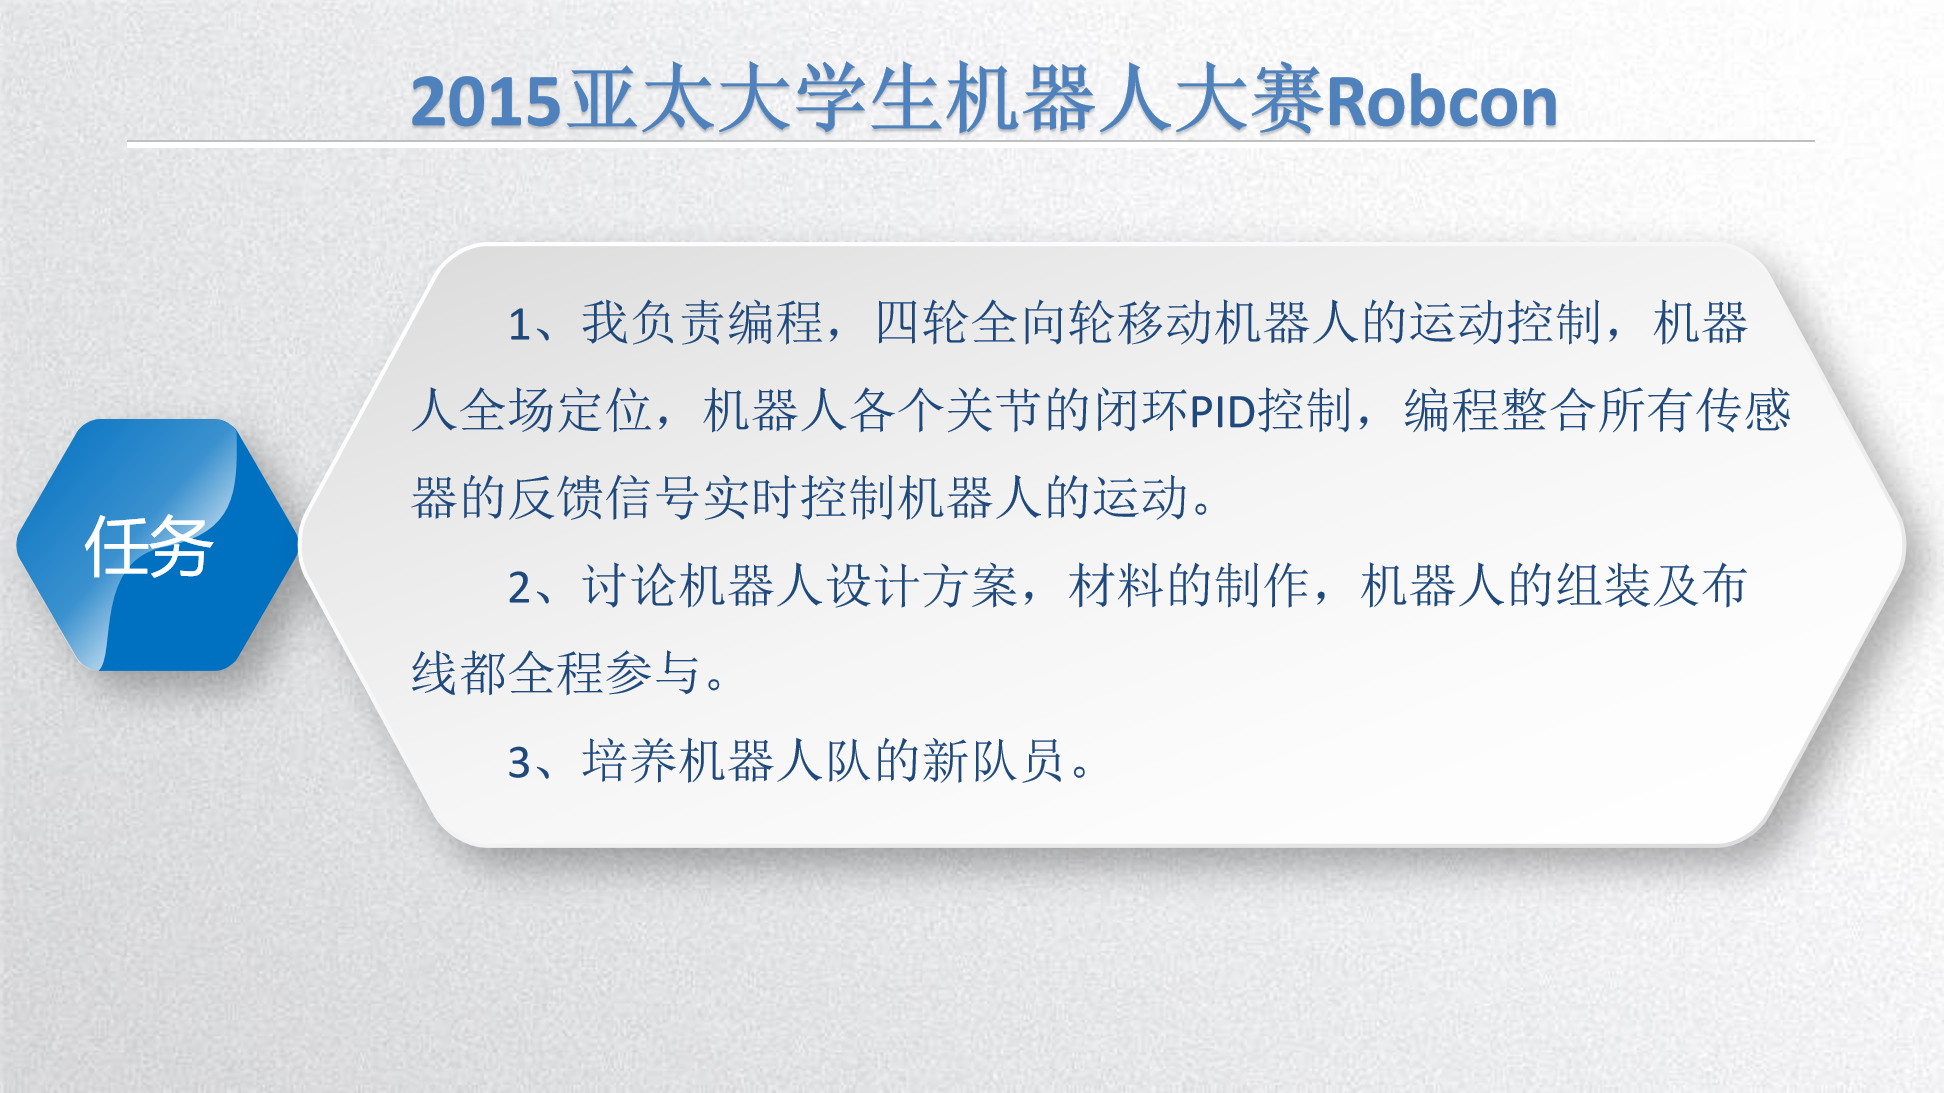 2015亚太大学生机器人大赛Robcon
任务
1、我负责编程，四轮全向轮移动机器人的运动控制，机器
人全场定位，机器人各个关节的闭环PID控制，编程整合所有传感
器的反馈信号实时控制机器人的运动。
2、讨论机器人设计方案，材料的制作，机器人的组装及布
线都全程参与。
3、培养机器人队的新队员。